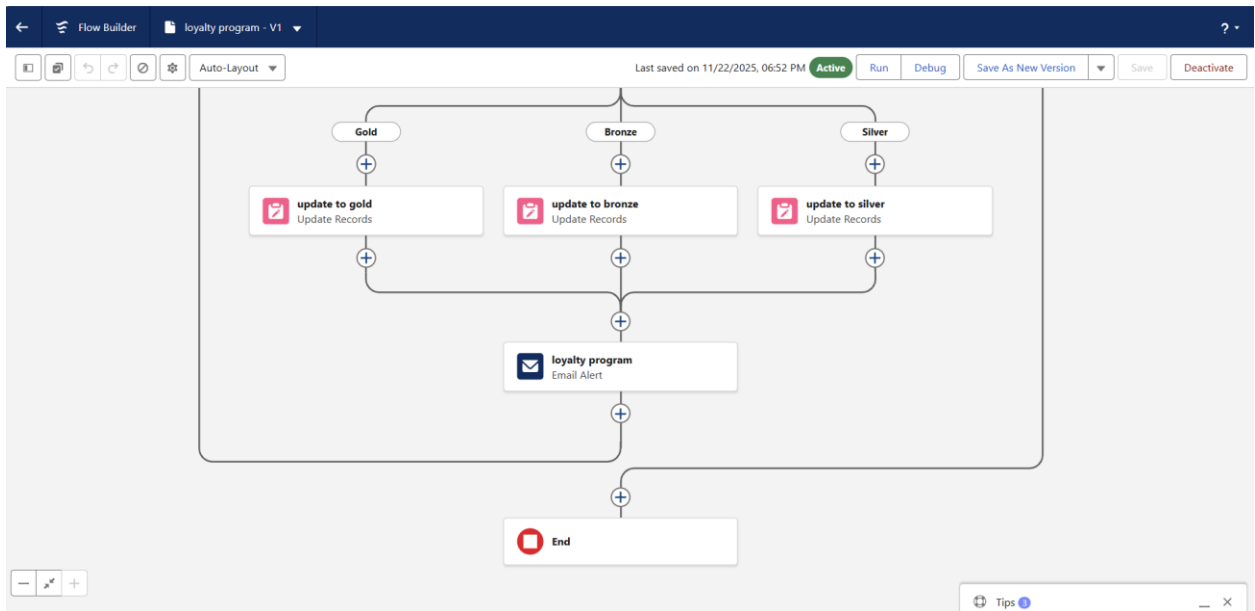 Flow Builder
loyalty program - V1
?
Auto-Layout
Last saved on 11/22/2025, 06:52 PM
Active
Run
Debug
Save As New Version
Save
Deactivate
Gold
Bronze
Silver
update to gold
Update Records
update to bronze
Update Records
update to silver
Update Records
loyalty program
Email Alert
End
Tips 3